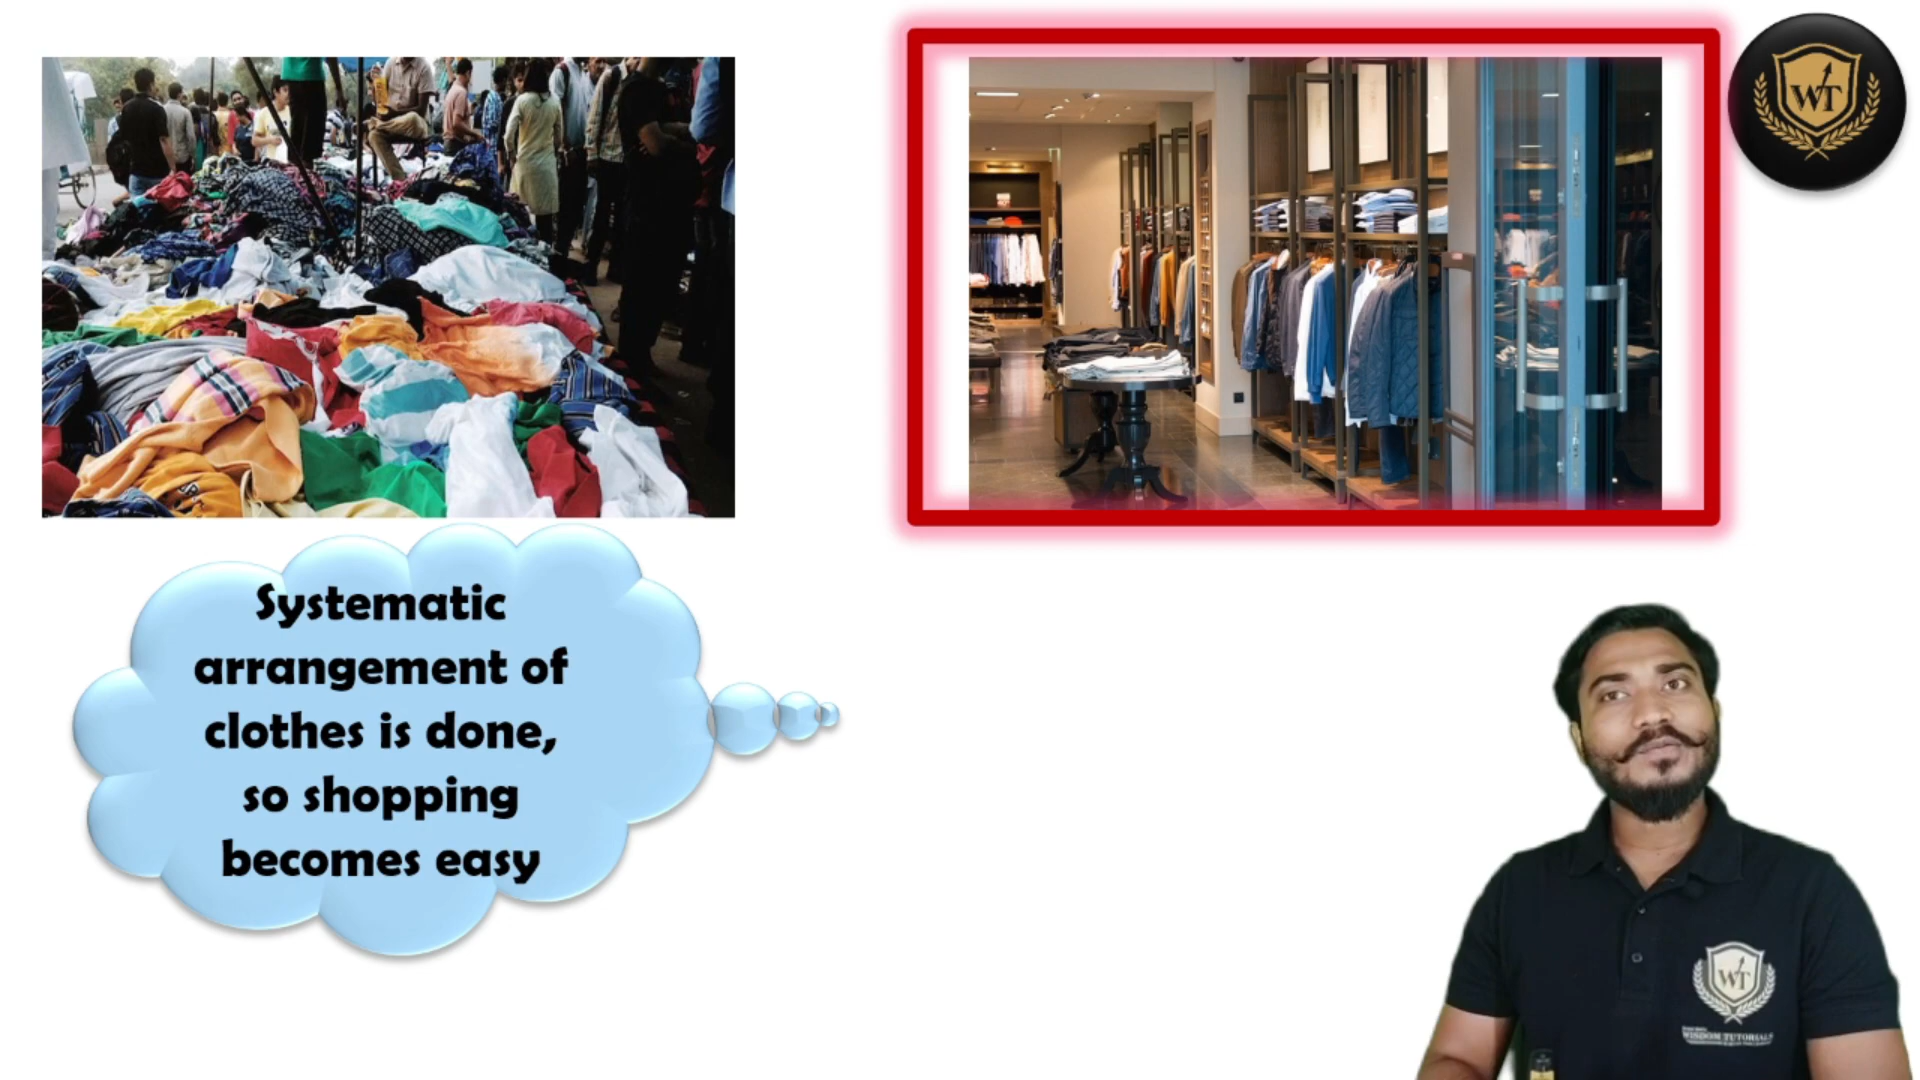 WT
Systematic
arrangement of
clothes is done,
so shopping
becomes easy
WT
WISDOM TUTORIALS